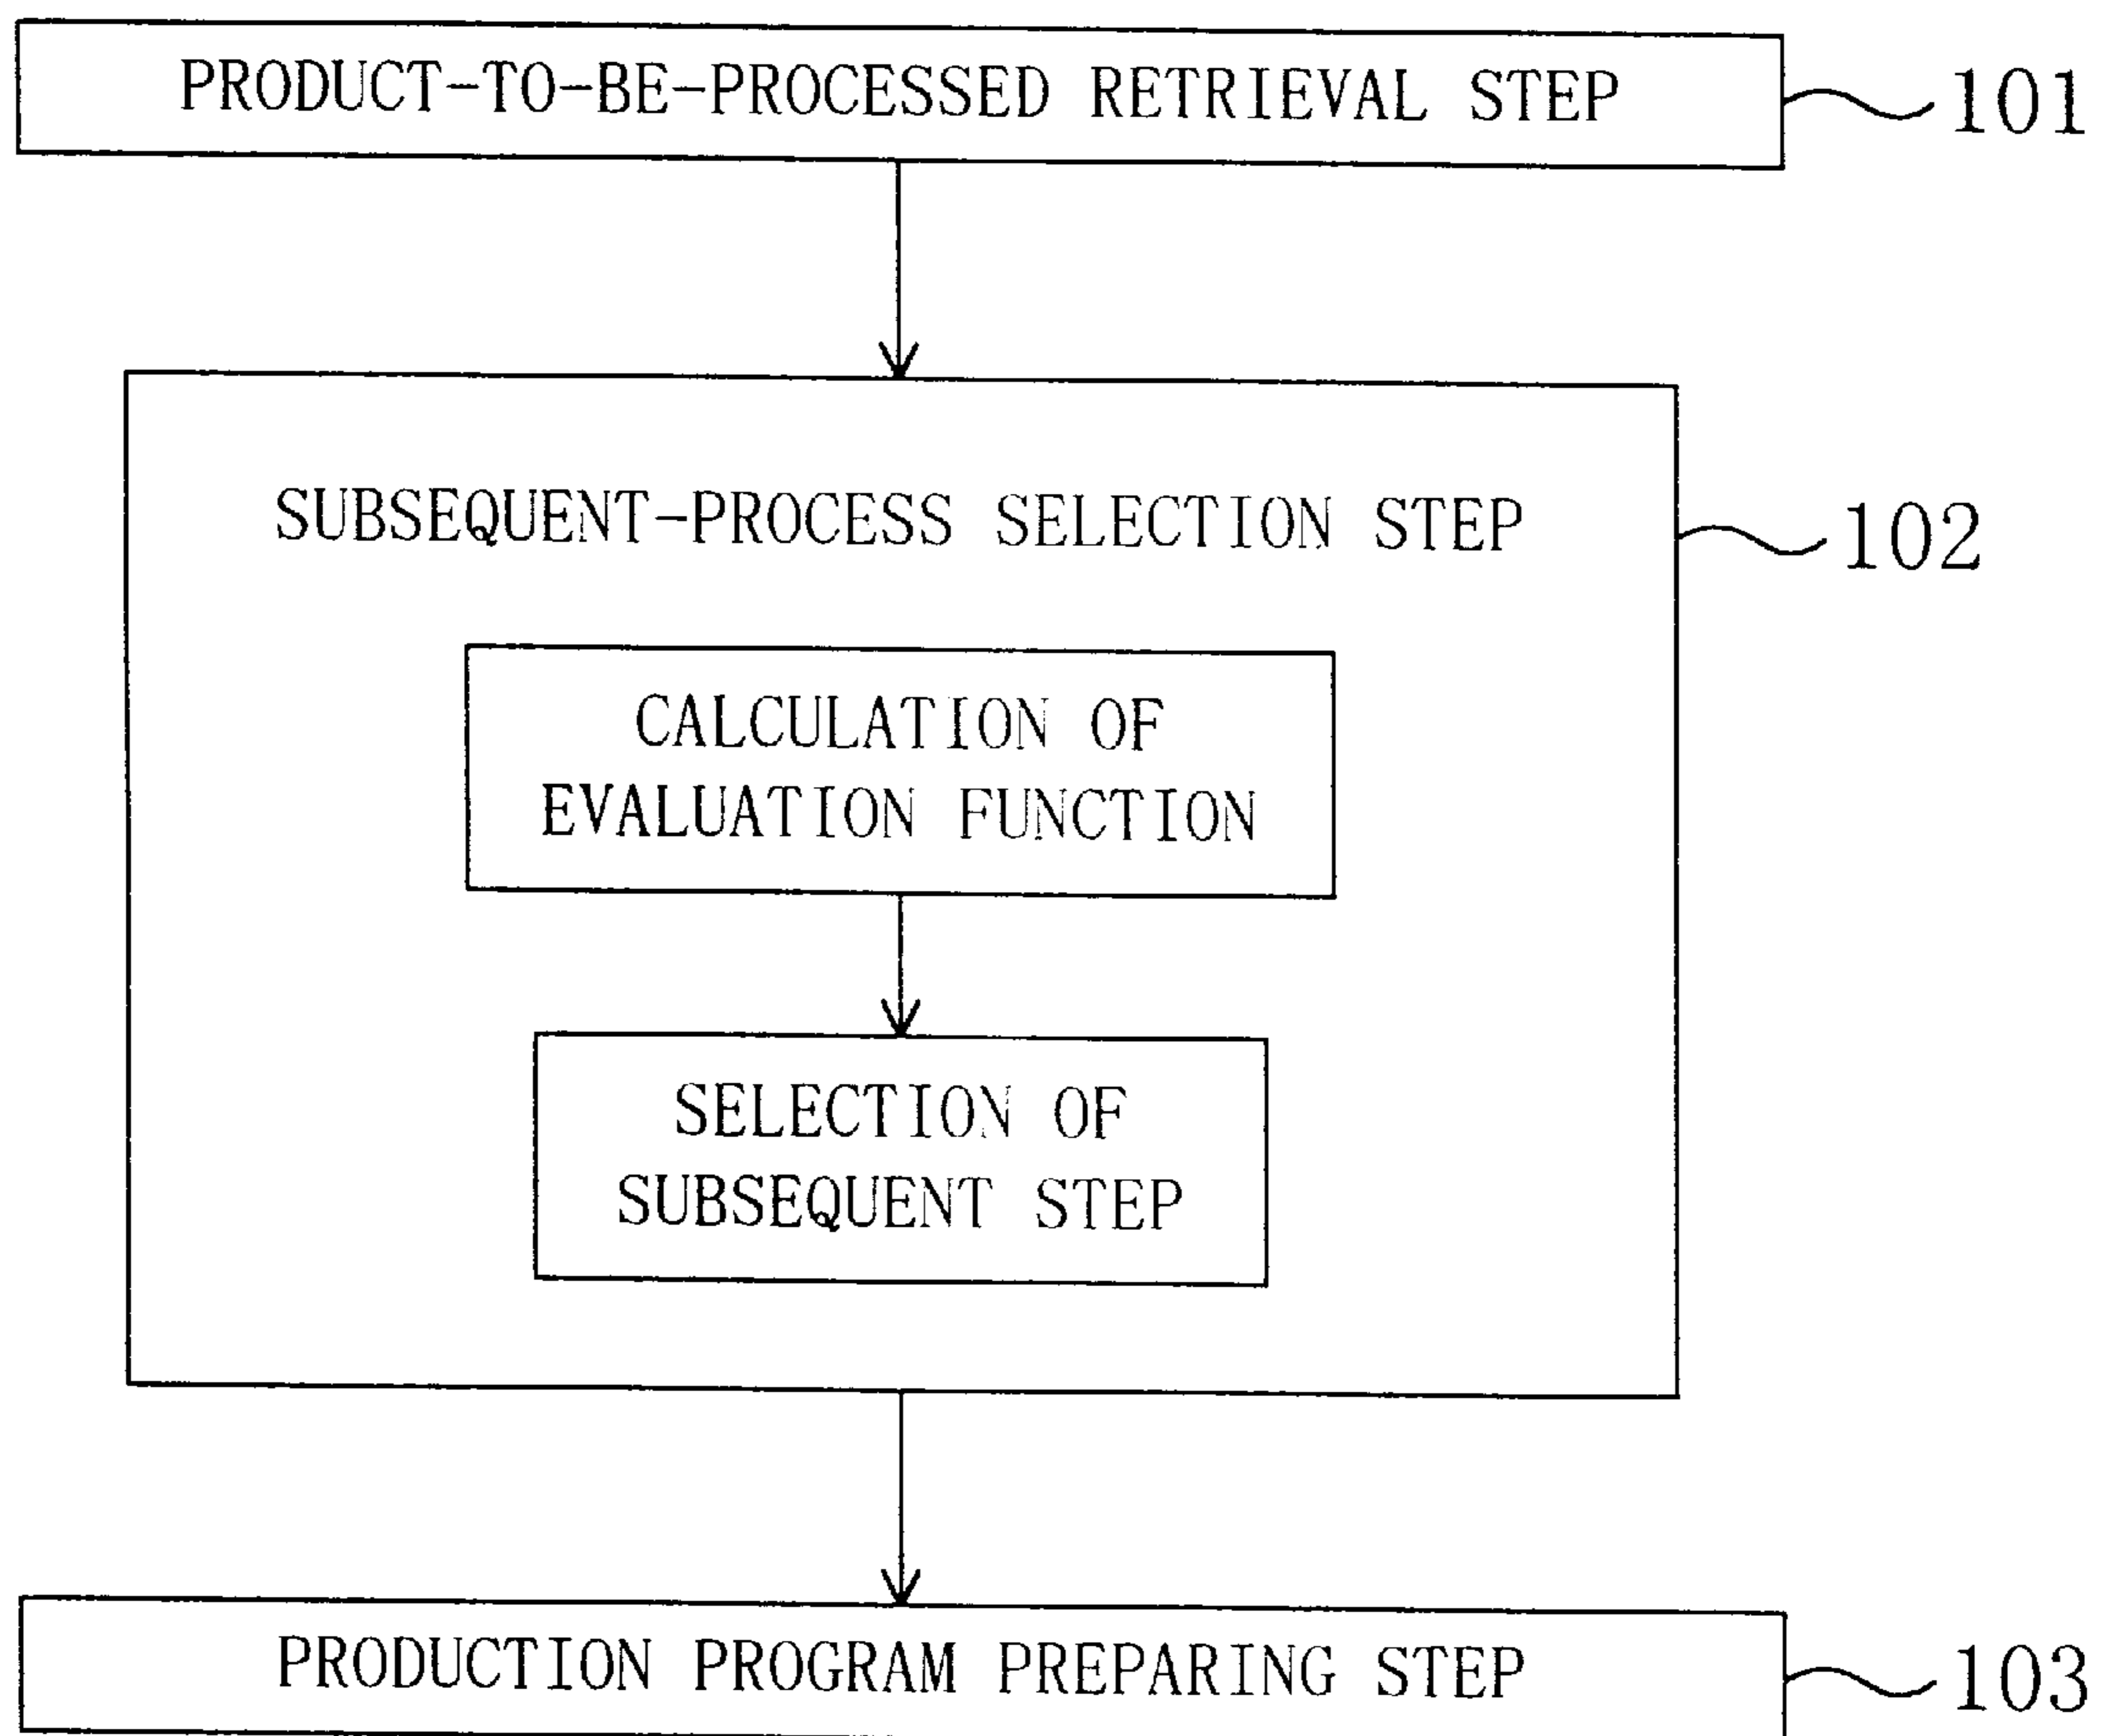 PRODUCT-TO-BE-PROCESSED RETRIEVAL STEP
101
SUBSEQUENT-PROCESS SELECTION STEP
102
CALCULATION OF
EVALUATION FUNCTION
SELECTION OF
SUBSEQUENT STEP
PRODUCTION PROGRAM PREPARING STEP
103